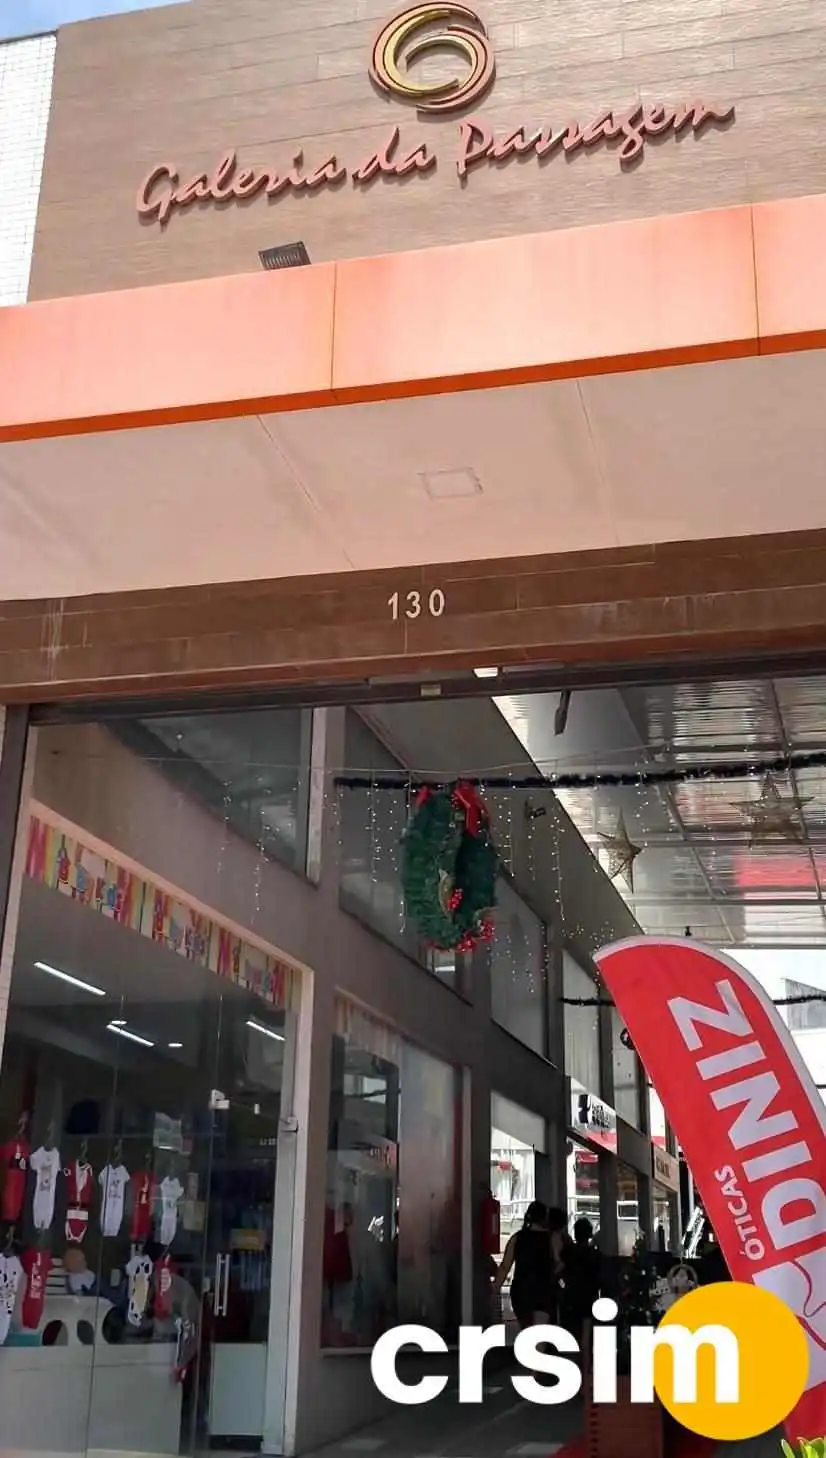 Galeria da Passagem
130
ÓTICAS
DINIZ
crsim